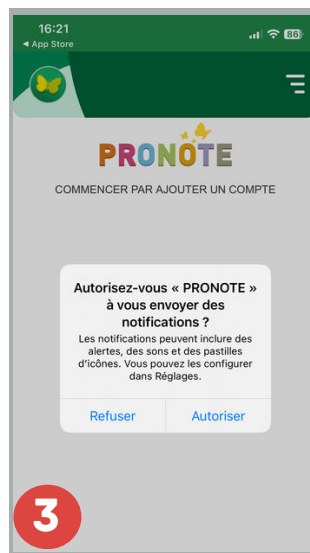 16:21
86
◄ App Store
PRONOTE
COMMENCER PAR AJOUTER UN COMPTE
Autorisez-vous « PRONOTE »
à vous envoyer des
notifications ?
Les notifications peuvent inclure des
alertes, des sons et des pastilles
d’icônes. Vous pouvez les configurer
dans Réglages.
Refuser
Autoriser
3